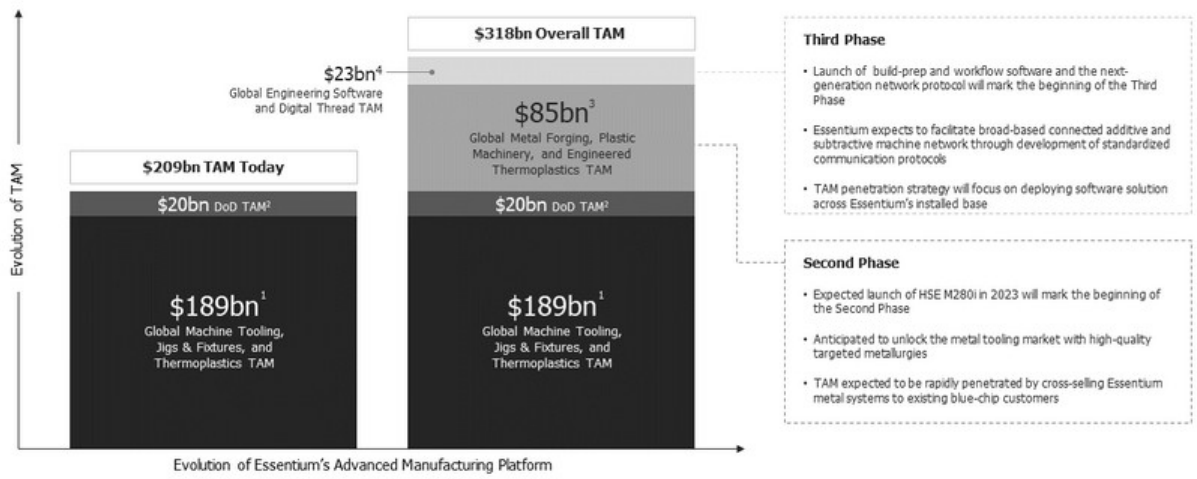 $318bn Overall TAM
$23bn4
Global Engineering Software
and Digital Thread TAM
$85bn3
Global Metal Forging, Plastic
Machinery, and Engineered
Thermoplastics TAM
$209bn TAM Today
$20bn DoD TAM2
$20bn DoD TAM2
$189bn1
Global Machine Tooling,
Jigs & Fixtures, and
Thermoplastics TAM
$189bn1
Global Machine Tooling,
Jigs & Fixtures, and
Thermoplastics TAM
Evolution of TAM
Evolution of Essentium's Advanced Manufacturing Platform
Third Phase
• Launch of build-prep and workflow software and the next-
generation network protocol will mark the beginning of the Third
Phase
• Essentium expects to facilitate broad-based connected additive and
subtractive machine network through development of standardized
communication protocols
• TAM penetration strategy will focus on deploying software solution
across Essentium's installed base
Second Phase
• Expected launch of HSE M280i in 2023 will mark the beginning of
the Second Phase
• Anticipated to unlock the metal tooling market with high-quality
targeted metallurgies
• TAM expected to be rapidly penetrated by cross-selling Essentium
metal systems to existing blue-chip customers